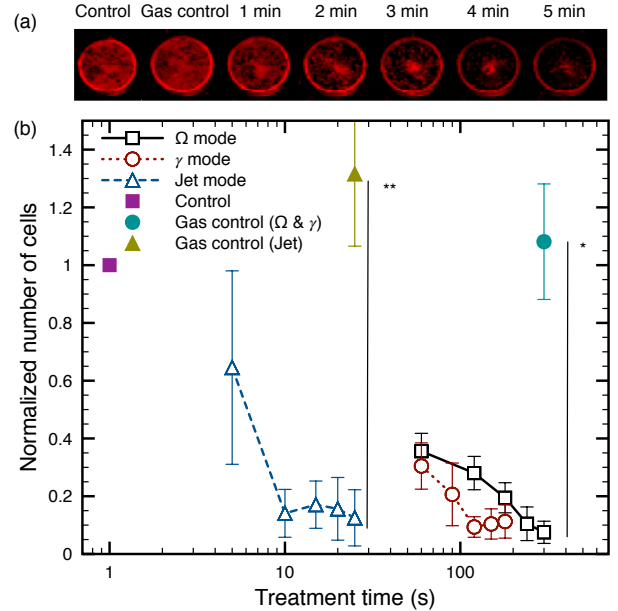 (a)
Control Gas control 1 min 2 min 3 min 4 min 5 min
(b)
Ω mode
γ mode
Jet mode
Control
Gas control (Ω & γ)
Gas control (Jet)
**
*
1.4
1.2
1
0.8
0.6
0.4
0.2
0
Normalized number of cells
1 10 100
Treatment time (s)